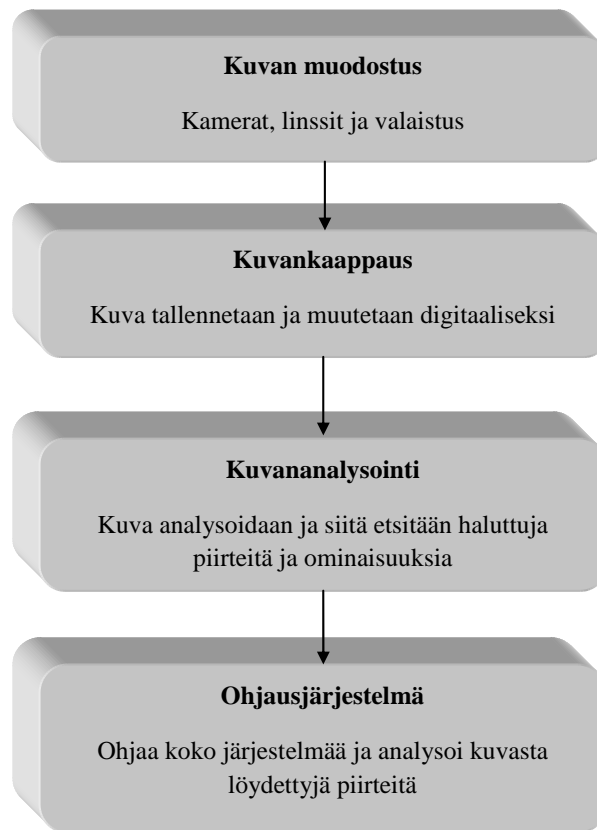 Kuvan muodostus
Kamerat, linssit ja valaistus
Kuvankaappaus
Kuva tallennetaan ja muutetaan digitaaliseksi
Kuvananalysointi
Kuva analysoidaan ja siitä etsitään haluttuja
piirteitä ja ominaisuuksia
Ohjausjärjestelmä
Ohjaa koko järjestelmää ja analysoi kuvasta
löydettyjä piirteitä